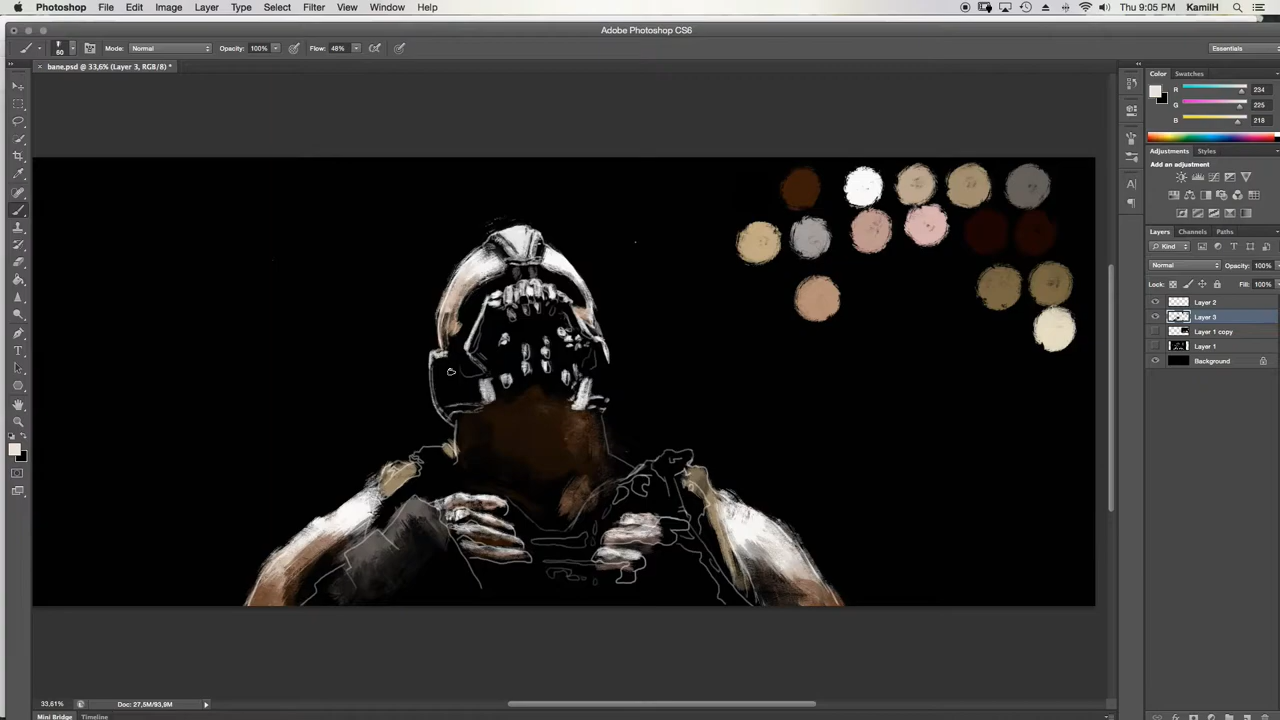 Photoshop File Edit Image Layer Type Select Filter View Window Help Thu 9:05 PM KamilH
Adobe Photoshop CS6
60 Mode: Normal Opacity: 100% Flow: 48% Essentials
× bane.psd @ 33,6% (Layer 3, RGB/8) *
Color Swatches
R 234
G 225
B 218
Adjustments Styles
Add an adjustment
Layers Channels Paths
Kind
Normal Opacity: 100%
Lock: Fill: 100%
Layer 2
Layer 3
Layer 1 copy
Layer 1
Background
33,61% Doc: 27,5M/93,9M
Mini Bridge Timeline